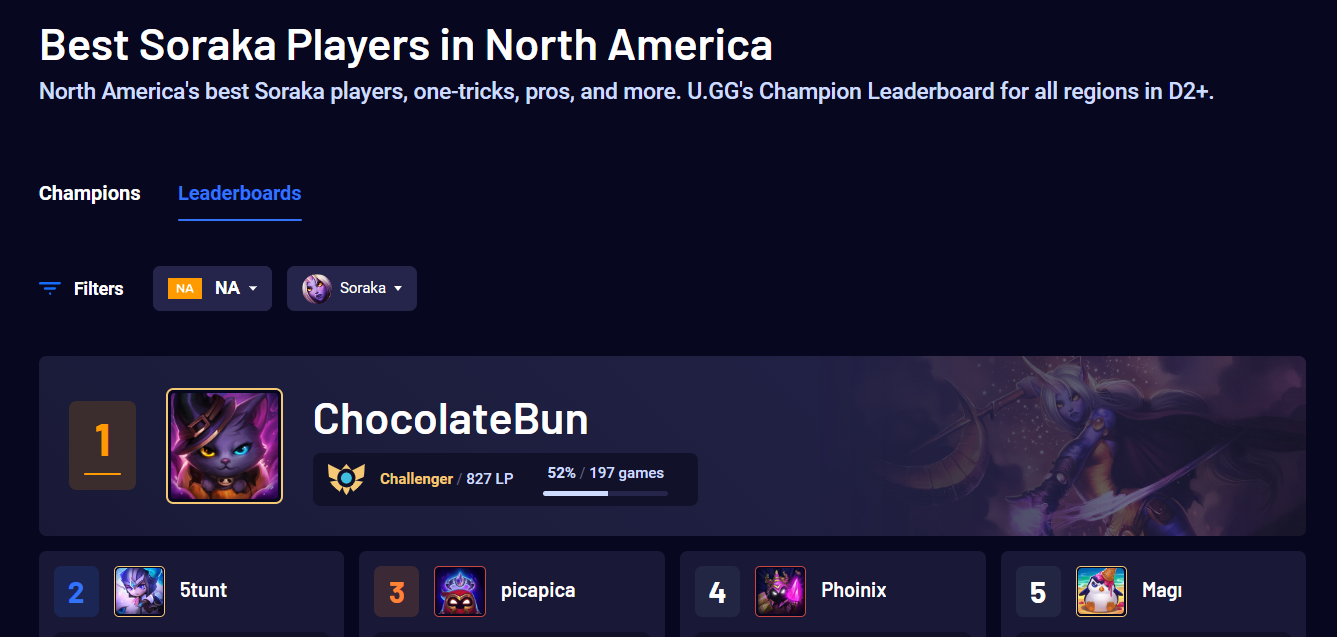 Best Soraka Players in North America
North America's best Soraka players, one-tricks, pros, and more. U.GG's Champion Leaderboard for all regions in D2+.
Champions Leaderboards
Filters NA NA Soraka
1 ChocolateBun
Challenger / 827 LP 52% / 197 games
2 5tunt 3 picapica 4 Phoinix 5